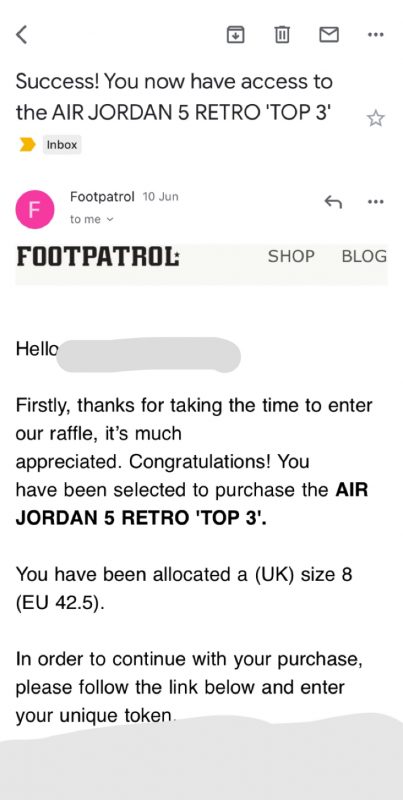 Success! You now have access to
the AIR JORDAN 5 RETRO 'TOP 3'
Inbox
F
Footpatrol 10 Jun
to me
FOOTPATROL SHOP BLOG
Hello
Firstly, thanks for taking the time to enter
our raffle, it’s much
appreciated. Congratulations! You
have been selected to purchase the AIR
JORDAN 5 RETRO 'TOP 3'.
You have been allocated a (UK) size 8
(EU 42.5).
In order to continue with your purchase,
please follow the link below and enter
your unique token.